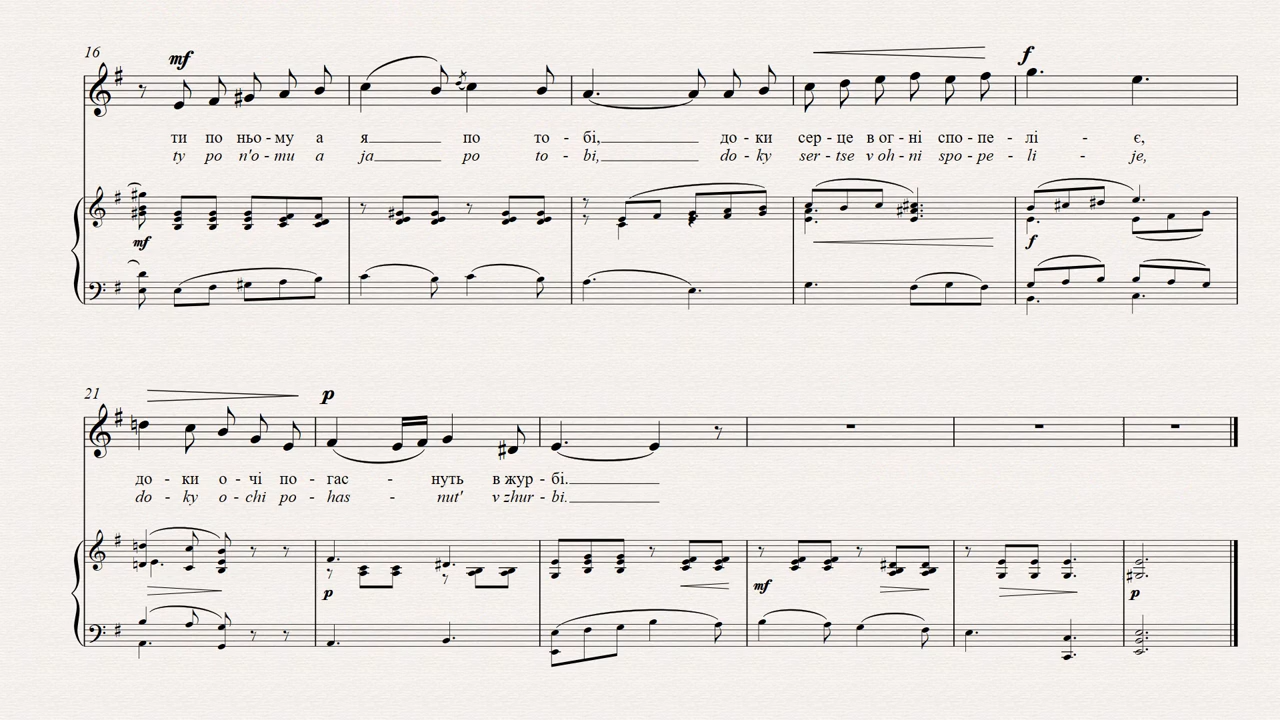 16
mf
f
ти по ньо - му а я по то - бі, до - ки сер - це в ог - ні спо - пе - лі - є,
ty po n'o - mu a ja po to - bi, do - ky ser - tse v oh - ni spo - pe - li - je,
mf
f
21
p
до - ки о - чі по - гас - нуть в жур - бі.
do - ky o - chi po - has - nut' v zhur - bi.
p
mf
p